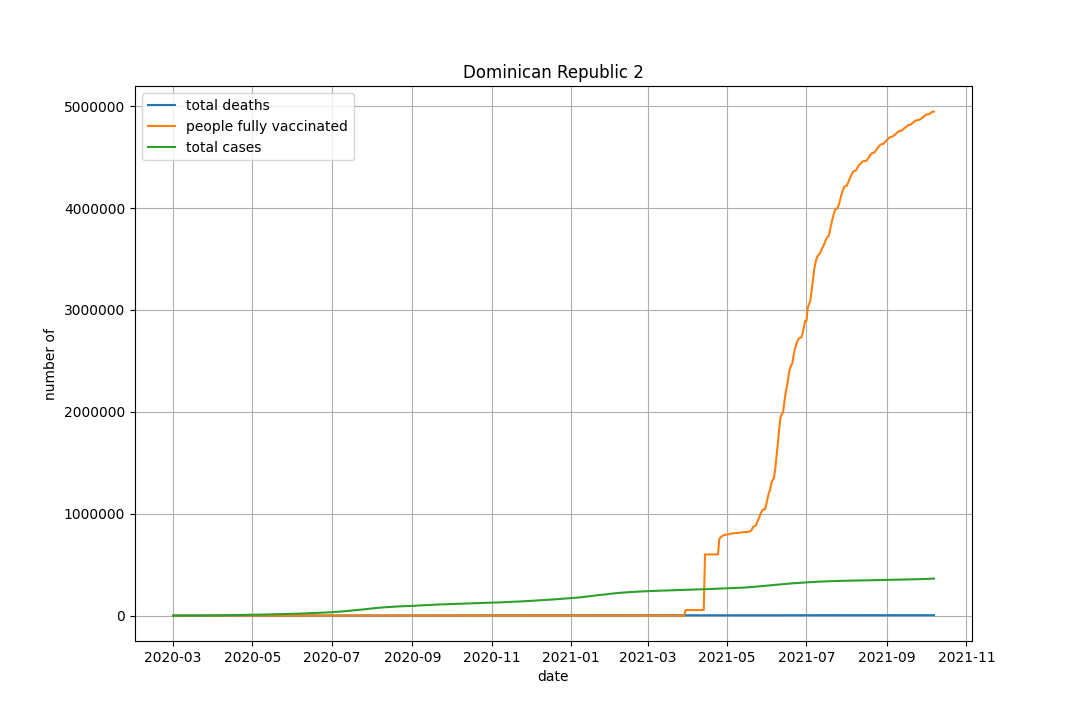 Dominican Republic 2
total deaths
people fully vaccinated
total cases
5000000
4000000
3000000
2000000
1000000
0
number of
2020-03 2020-05 2020-07 2020-09 2020-11 2021-01 2021-03 2021-05 2021-07 2021-09 2021-11
date